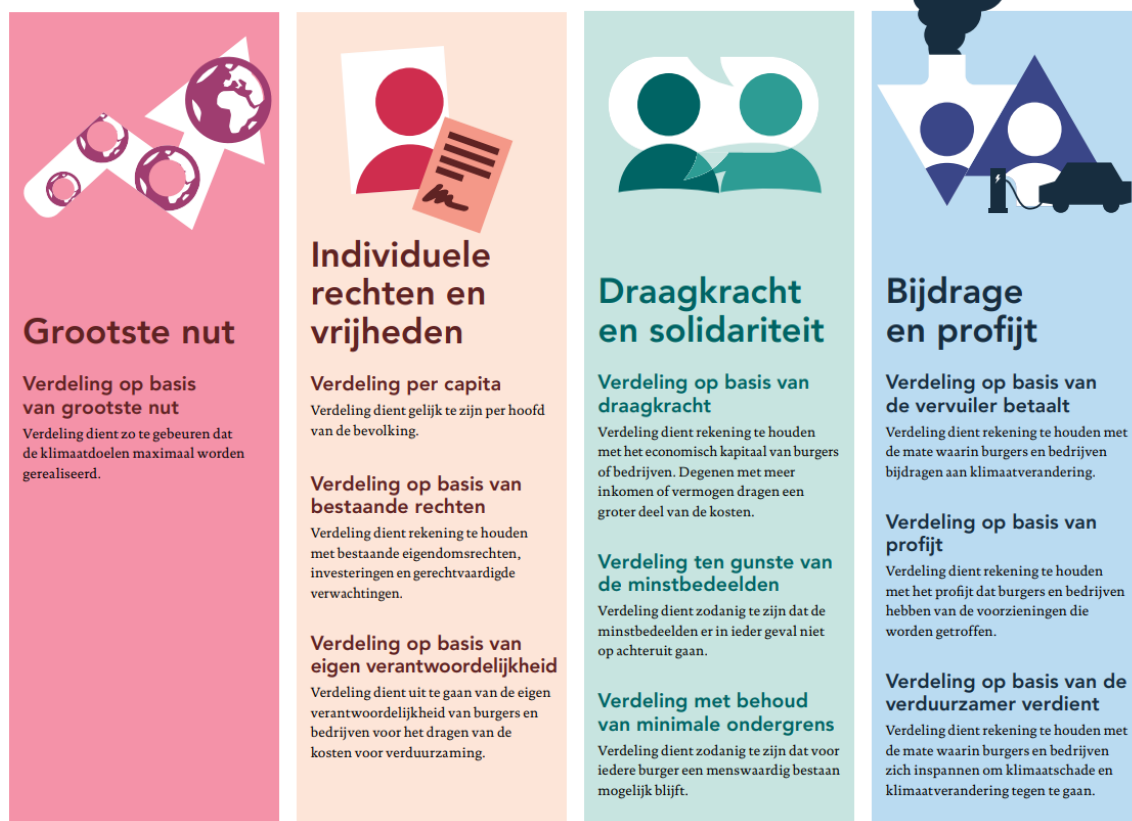 Grootste nut
Verdeling op basis
van grootste nut
Verdeling dient zo te gebeuren dat
de klimaatdoelen maximaal worden
gerealiseerd.
Individuele
rechten en
vrijheden
Verdeling per capita
Verdeling dient gelijk te zijn per hoofd
van de bevolking.
Verdeling op basis van
bestaande rechten
Verdeling dient rekening te houden
met bestaande eigendomsrechten,
investeringen en gerechtvaardigde
verwachtingen.
Verdeling op basis van
eigen verantwoordelijkheid
Verdeling dient uit te gaan van de eigen
verantwoordelijkheid van burgers en
bedrijven voor het dragen van de
kosten voor verduurzaming.
Draagkracht
en solidariteit
Verdeling op basis van
draagkracht
Verdeling dient rekening te houden
met het economisch kapitaal van burgers
of bedrijven. Degenen met meer
inkomen of vermogen dragen een
groter deel van de kosten.
Verdeling ten gunste van
de minstbedeelden
Verdeling dient zodanig te zijn dat de
minstbedeelden er in ieder geval niet
op achteruit gaan.
Verdeling met behoud
van minimale ondergrens
Verdeling dient zodanig te zijn dat voor
iedere burger een menswaardig bestaan
mogelijk blijft.
Bijdrage
en profijt
Verdeling op basis van
de vervuiler betaalt
Verdeling dient rekening te houden met
de mate waarin burgers en bedrijven
bijdragen aan klimaatverandering.
Verdeling op basis van
profijt
Verdeling dient rekening te houden
met het profijt dat burgers en bedrijven
hebben van de voorzieningen die
worden getroffen.
Verdeling op basis van de
verduurzamer verdient
Verdeling dient rekening te houden met
de mate waarin burgers en bedrijven
zich inspannen om klimaatschade en
klimaatverandering tegen te gaan.